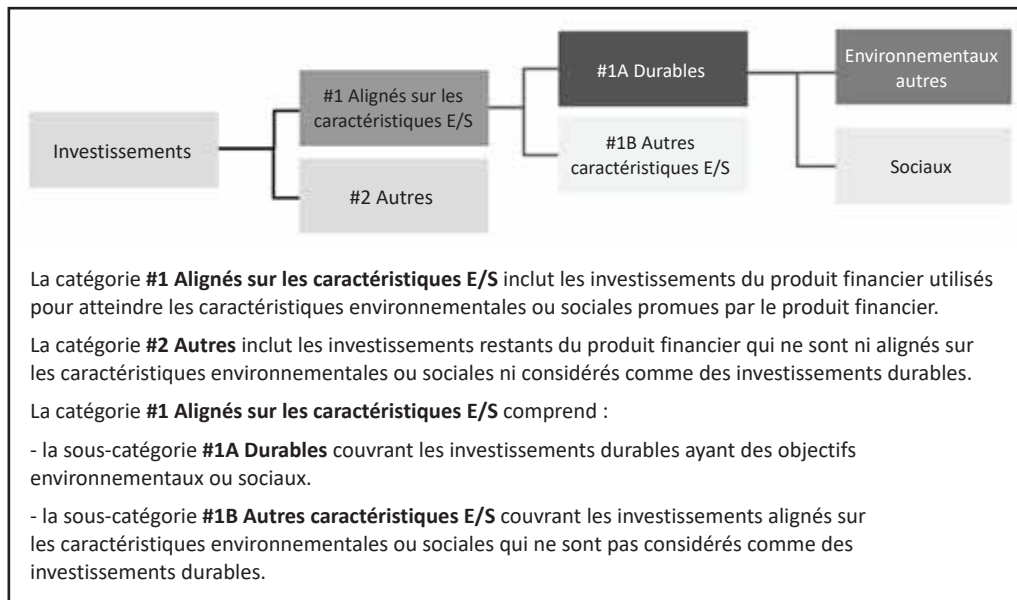 Investissements
#1 Alignés sur les
caractéristiques E/S
#2 Autres
#1A Durables
#1B Autres
caractéristiques E/S
Environnementaux
autres
Sociaux
La catégorie #1 Alignés sur les caractéristiques E/S inclut les investissements du produit financier utilisés
pour atteindre les caractéristiques environnementales ou sociales promues par le produit financier.
La catégorie #2 Autres inclut les investissements restants du produit financier qui ne sont ni alignés sur
les caractéristiques environnementales ou sociales ni considérés comme des investissements durables.
La catégorie #1 Alignés sur les caractéristiques E/S comprend :
- la sous-catégorie #1A Durables couvrant les investissements durables ayant des objectifs
environnementaux ou sociaux.
- la sous-catégorie #1B Autres caractéristiques E/S couvrant les investissements alignés sur
les caractéristiques environnementales ou sociales qui ne sont pas considérés comme des
investissements durables.